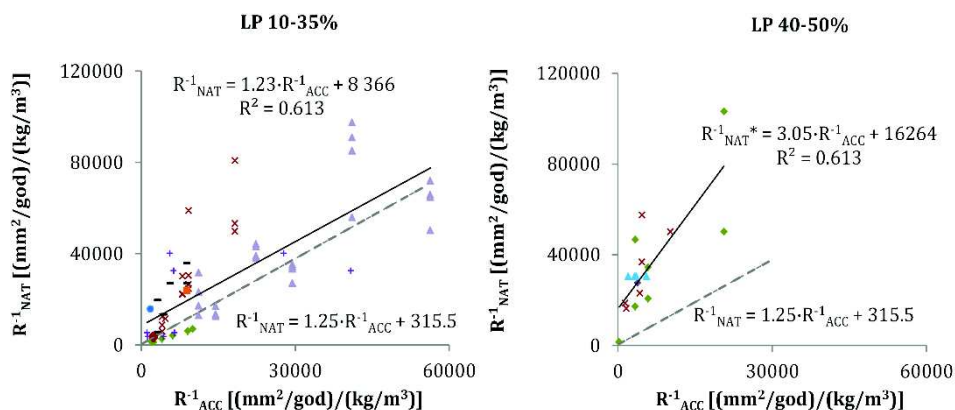 LP 10-35%
R⁻¹NAT [(mm²/god)/(kg/m³)]
120000
80000
40000
0
R⁻¹NAT = 1.23·R⁻¹ACC + 8 366
R² = 0.613
R⁻¹NAT = 1.25·R⁻¹ACC + 315.5
0 30000 60000
R⁻¹ACC [(mm²/god)/(kg/m³)]
LP 40-50%
R⁻¹NAT [(mm²/god)/(kg/m³)]
120000
80000
40000
0
R⁻¹NAT* = 3.05·R⁻¹ACC + 16264
R² = 0.613
R⁻¹NAT = 1.25·R⁻¹ACC + 315.5
0 30000 60000
R⁻¹ACC [(mm²/god)/(kg/m³)]